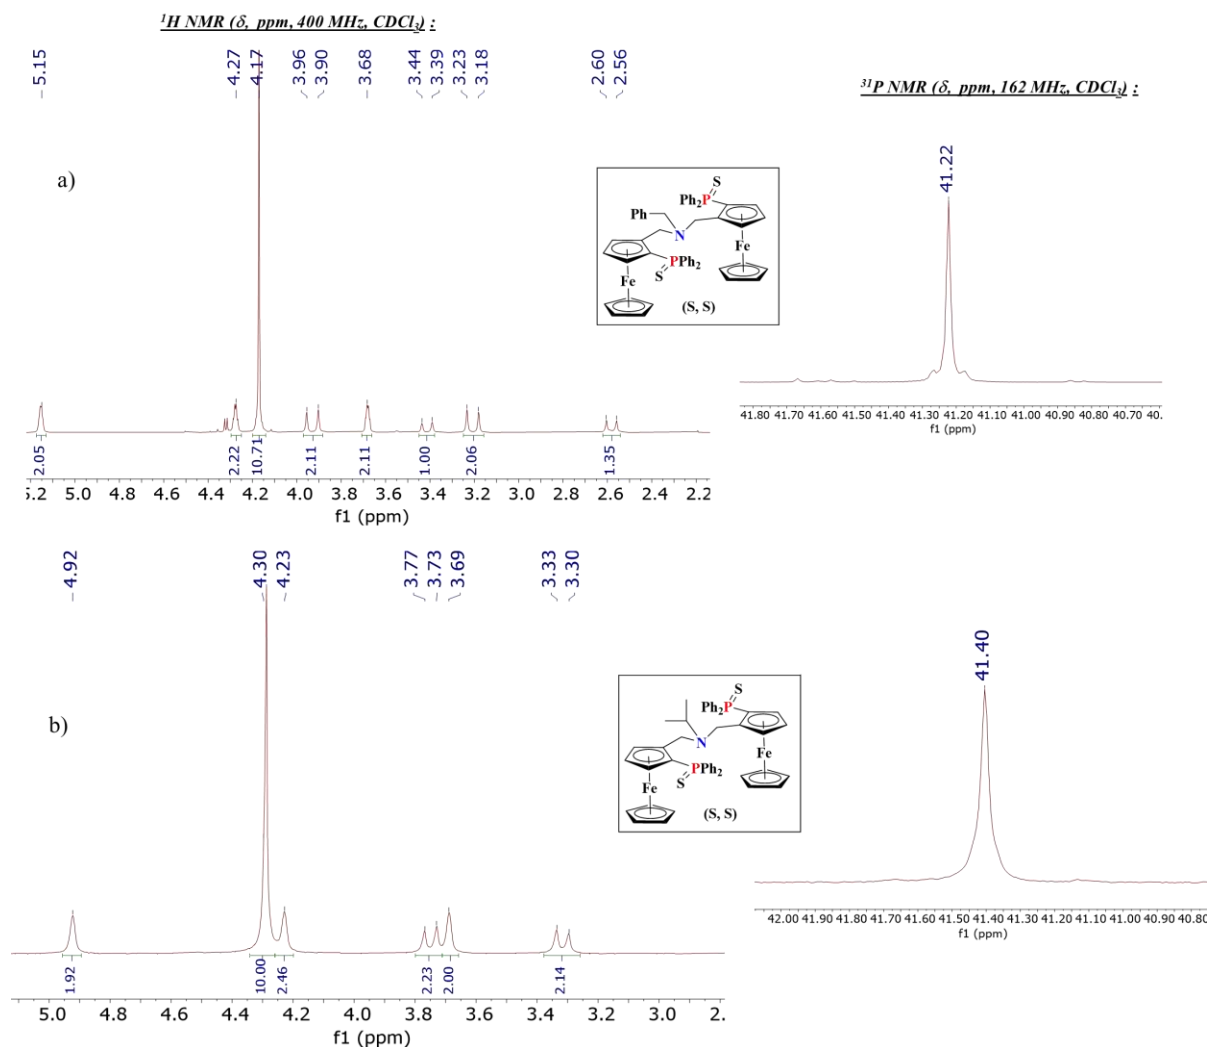 ¹H NMR (δ, ppm, 400 MHz, CDCl₃) :
5.15 4.27 4.17 3.96 3.90 3.68 3.44 3.39 3.23 3.18 2.60 2.56
³¹P NMR (δ, ppm, 162 MHz, CDCl₃) :
a)
41.22
S
Ph₂P
Ph
N
Fe
PPh₂
S
Fe
(S, S)
2.05 2.22 10.71 2.11 2.11 1.00 2.06 1.35
5.2 5.0 4.8 4.6 4.4 4.2 4.0 3.8 3.6 3.4 3.2 3.0 2.8 2.6 2.4 2.2
f1 (ppm)
41.80 41.70 41.60 41.50 41.40 41.30 41.20 41.10 41.00 40.90 40.80 40.70 40.
f1 (ppm)
4.92 4.30 4.23 3.77 3.73 3.69 3.33 3.30
b)
41.40
S
Ph₂P
N
Fe
PPh₂
S
Fe
(S, S)
1.92 10.00 2.46 2.23 2.00 2.14
5.0 4.8 4.6 4.4 4.2 4.0 3.8 3.6 3.4 3.2 3.0 2.
f1 (ppm)
42.00 41.90 41.80 41.70 41.60 41.50 41.40 41.30 41.20 41.10 41.00 40.90 40.80
f1 (ppm)